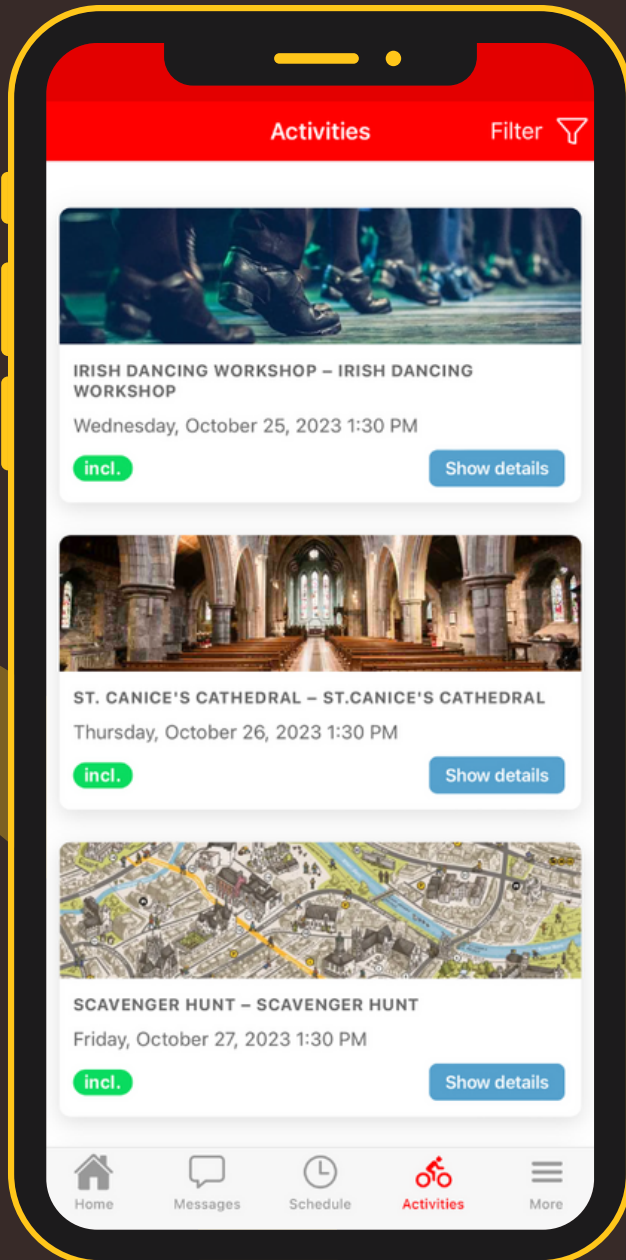 Activities Filter
IRISH DANCING WORKSHOP – IRISH DANCING
WORKSHOP
Wednesday, October 25, 2023 1:30 PM
incl. Show details
ST. CANICE'S CATHEDRAL – ST.CANICE'S CATHEDRAL
Thursday, October 26, 2023 1:30 PM
incl. Show details
SCAVENGER HUNT – SCAVENGER HUNT
Friday, October 27, 2023 1:30 PM
incl. Show details
Home Messages Schedule Activities More